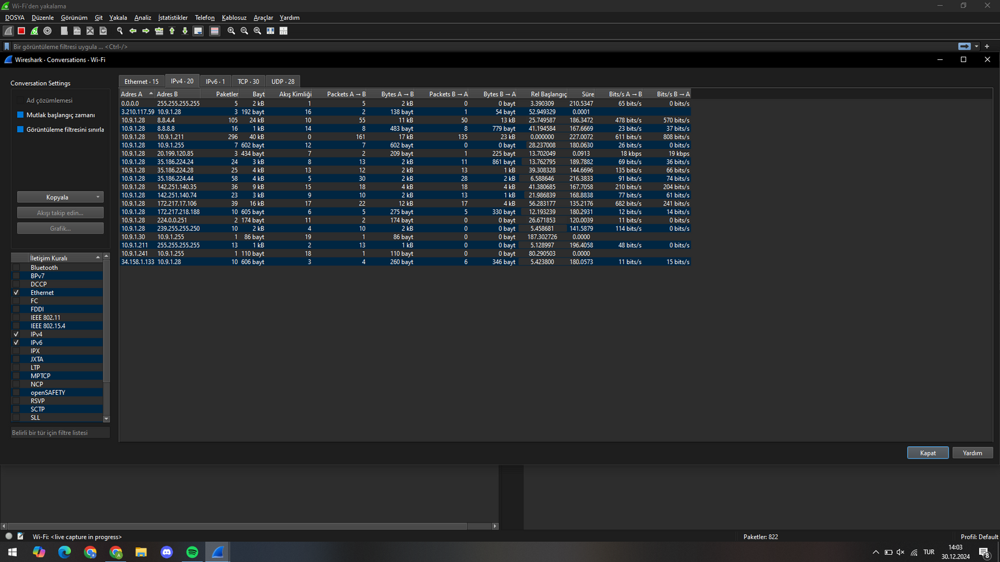 Wi-Fi'den yakalama
DOSYA Düzenle Görünüm Git Yakala Analiz İstatistikler Telefon Kablosuz Araçlar Yardım
Bir görüntüleme filtresi uygula ... <Ctrl-/>
Wireshark · Conversations · Wi-Fi
Conversation Settings
Ad çözümlemesi
Mutlak başlangıç zamanı
Görüntüleme filtresini sınırla
Kopyala
Akışı takip edin...
Grafik...
İletişim Kuralı
Bluetooth
BPv7
DCCP
Ethernet
FC
FDDI
IEEE 802.11
IEEE 802.15.4
IPv4
IPv6
IPX
JXTA
LTP
MPTCP
NCP
openSAFETY
RSVP
SCTP
SLL
Belirli bir tür için filtre listesi
Ethernet · 15 IPv4 · 20 IPv6 · 1 TCP · 30 UDP · 28
Adres A Adres B Paketler Bayt Akış Kimliği Packets A → B Bytes A → B Packets B → A Bytes B → A Rel Başlangıç Süre Bits/s A → B Bits/s B → A
0.0.0.0 255.255.255.255 5 2 kB 1 5 2 kB 0 0 bayt 3.390309 210.5347 65 bits/s 0 bits/s
3.210.117.59 10.9.1.28 3 192 bayt 16 2 138 bayt 1 54 bayt 52.949329 0.0001
10.9.1.28 8.8.4.4 105 24 kB 10 55 11 kB 50 13 kB 25.749587 186.3472 478 bits/s 570 bits/s
10.9.1.28 8.8.8.8 16 1 kB 14 8 483 bayt 8 779 bayt 41.194584 167.6669 23 bits/s 37 bits/s
10.9.1.28 10.9.1.211 296 40 kB 0 161 17 kB 135 23 kB 0.000000 227.0072 611 bits/s 808 bits/s
10.9.1.28 10.9.1.255 7 602 bayt 12 7 602 bayt 0 0 bayt 28.237008 180.0630 26 bits/s 0 bits/s
10.9.1.28 20.199.120.85 3 434 bayt 7 2 209 bayt 1 225 bayt 13.702049 0.0913 18 kbps 19 kbps
10.9.1.28 35.186.224.24 24 3 kB 8 13 2 kB 11 861 bayt 13.762795 189.7882 69 bits/s 36 bits/s
10.9.1.28 35.186.224.28 25 4 kB 13 12 2 kB 13 1 kB 39.308328 144.6696 135 bits/s 66 bits/s
10.9.1.28 35.186.224.44 58 4 kB 5 30 2 kB 28 2 kB 6.588646 216.3833 91 bits/s 74 bits/s
10.9.1.28 142.251.140.35 36 9 kB 15 18 4 kB 18 4 kB 41.380685 167.7058 210 bits/s 204 bits/s
10.9.1.28 142.251.140.74 23 3 kB 9 10 2 kB 13 1 kB 21.986839 168.8838 77 bits/s 61 bits/s
10.9.1.28 172.217.17.106 39 16 kB 17 22 12 kB 17 4 kB 56.283177 135.2176 682 bits/s 241 bits/s
10.9.1.28 172.217.218.188 10 605 bayt 6 5 275 bayt 5 330 bayt 12.193239 180.2931 12 bits/s 14 bits/s
10.9.1.28 224.0.0.251 2 174 bayt 11 2 174 bayt 0 0 bayt 26.671853 120.0039 11 bits/s 0 bits/s
10.9.1.28 239.255.255.250 10 2 kB 4 10 2 kB 0 0 bayt 5.458681 141.5879 114 bits/s 0 bits/s
10.9.1.30 10.9.1.255 1 86 bayt 19 1 86 bayt 0 0 bayt 187.302726 0.0000
10.9.1.211 255.255.255.255 13 1 kB 2 13 1 kB 0 0 bayt 5.128997 196.4058 48 bits/s 0 bits/s
10.9.1.241 10.9.1.255 1 110 bayt 18 1 110 bayt 0 0 bayt 80.290503 0.0000
34.158.1.133 10.9.1.28 10 606 bayt 3 4 260 bayt 6 346 bayt 5.423800 180.0573 11 bits/s 15 bits/s
Kapat Yardım
Wi-Fi: <live capture in progress> Paketler: 822 Profil: Default
TUR 14:03
30.12.2024
8